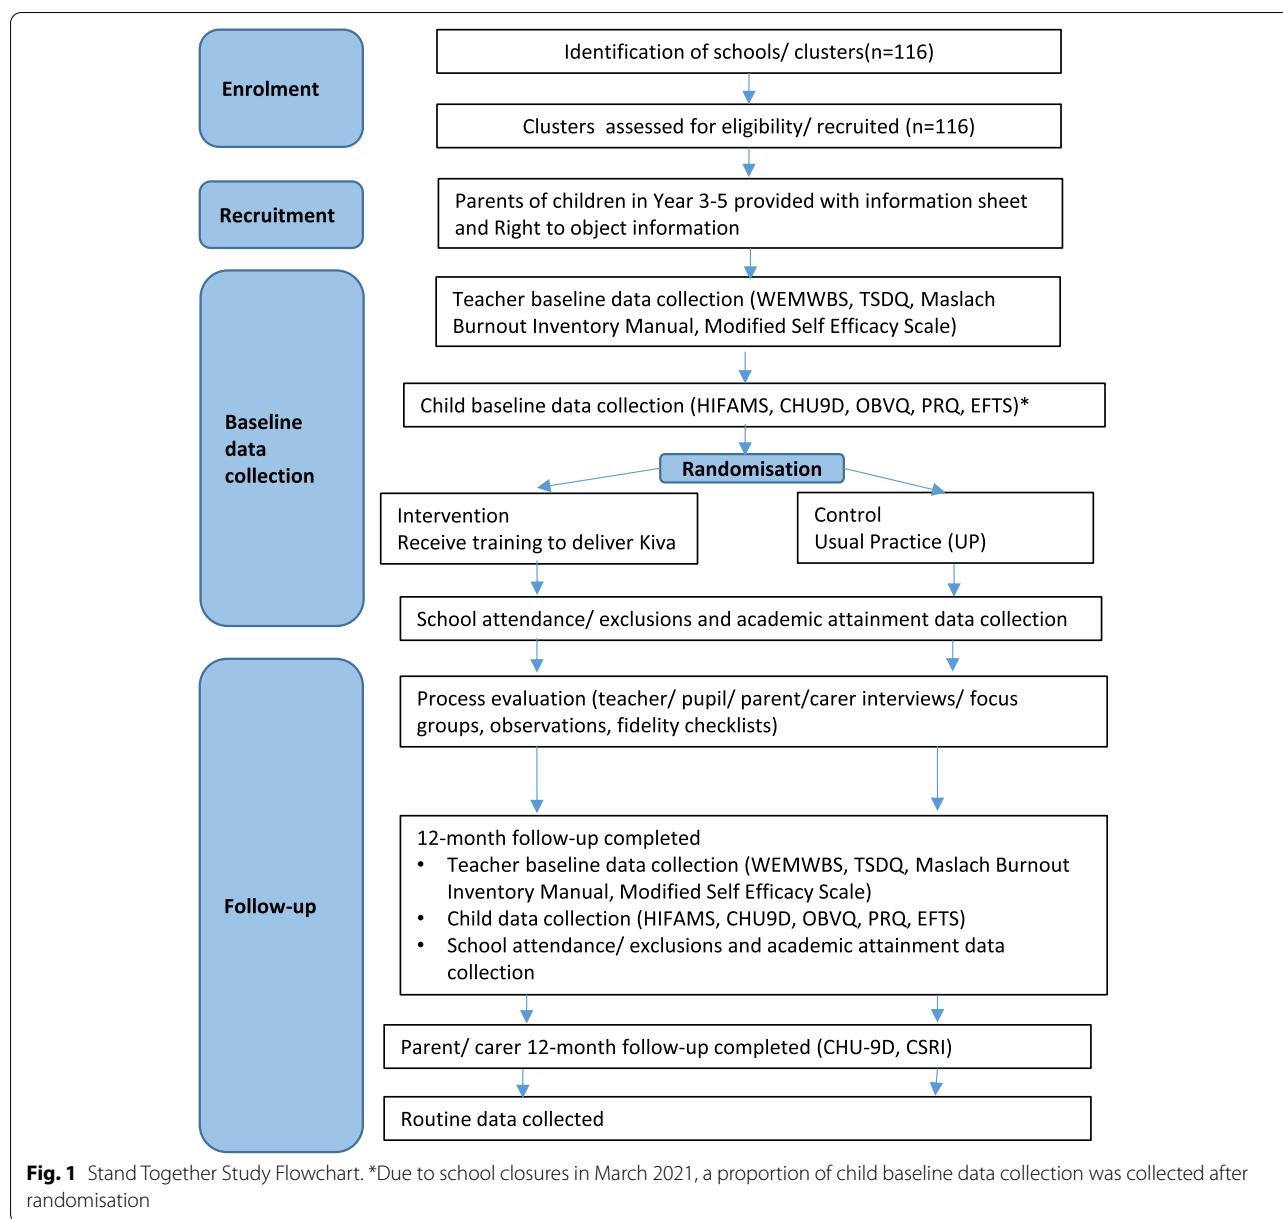 Enrolment
Identification of schools/ clusters(n=116)
Clusters  assessed for eligibility/ recruited (n=116)
Recruitment
Parents of children in Year 3-5 provided with information sheet
and Right to object information
Baseline
data
collection
Teacher baseline data collection (WEMWBS, TSDQ, Maslach
Burnout Inventory Manual, Modified Self Efficacy Scale)
Child baseline data collection (HIFAMS, CHU9D, OBVQ, PRQ, EFTS)*
Randomisation
Intervention
Receive training to deliver Kiva
Control
Usual Practice (UP)
School attendance/ exclusions and academic attainment data collection
Follow-up
Process evaluation (teacher/ pupil/ parent/carer interviews/ focus
groups, observations, fidelity checklists)
12-month follow-up completed
• Teacher baseline data collection (WEMWBS, TSDQ, Maslach Burnout
Inventory Manual, Modified Self Efficacy Scale)
• Child data collection (HIFAMS, CHU9D, OBVQ, PRQ, EFTS)
• School attendance/ exclusions and academic attainment data
collection
Parent/ carer 12-month follow-up completed (CHU-9D, CSRI)
Routine data collected
Fig. 1 Stand Together Study Flowchart. *Due to school closures in March 2021, a proportion of child baseline data collection was collected after
randomisation